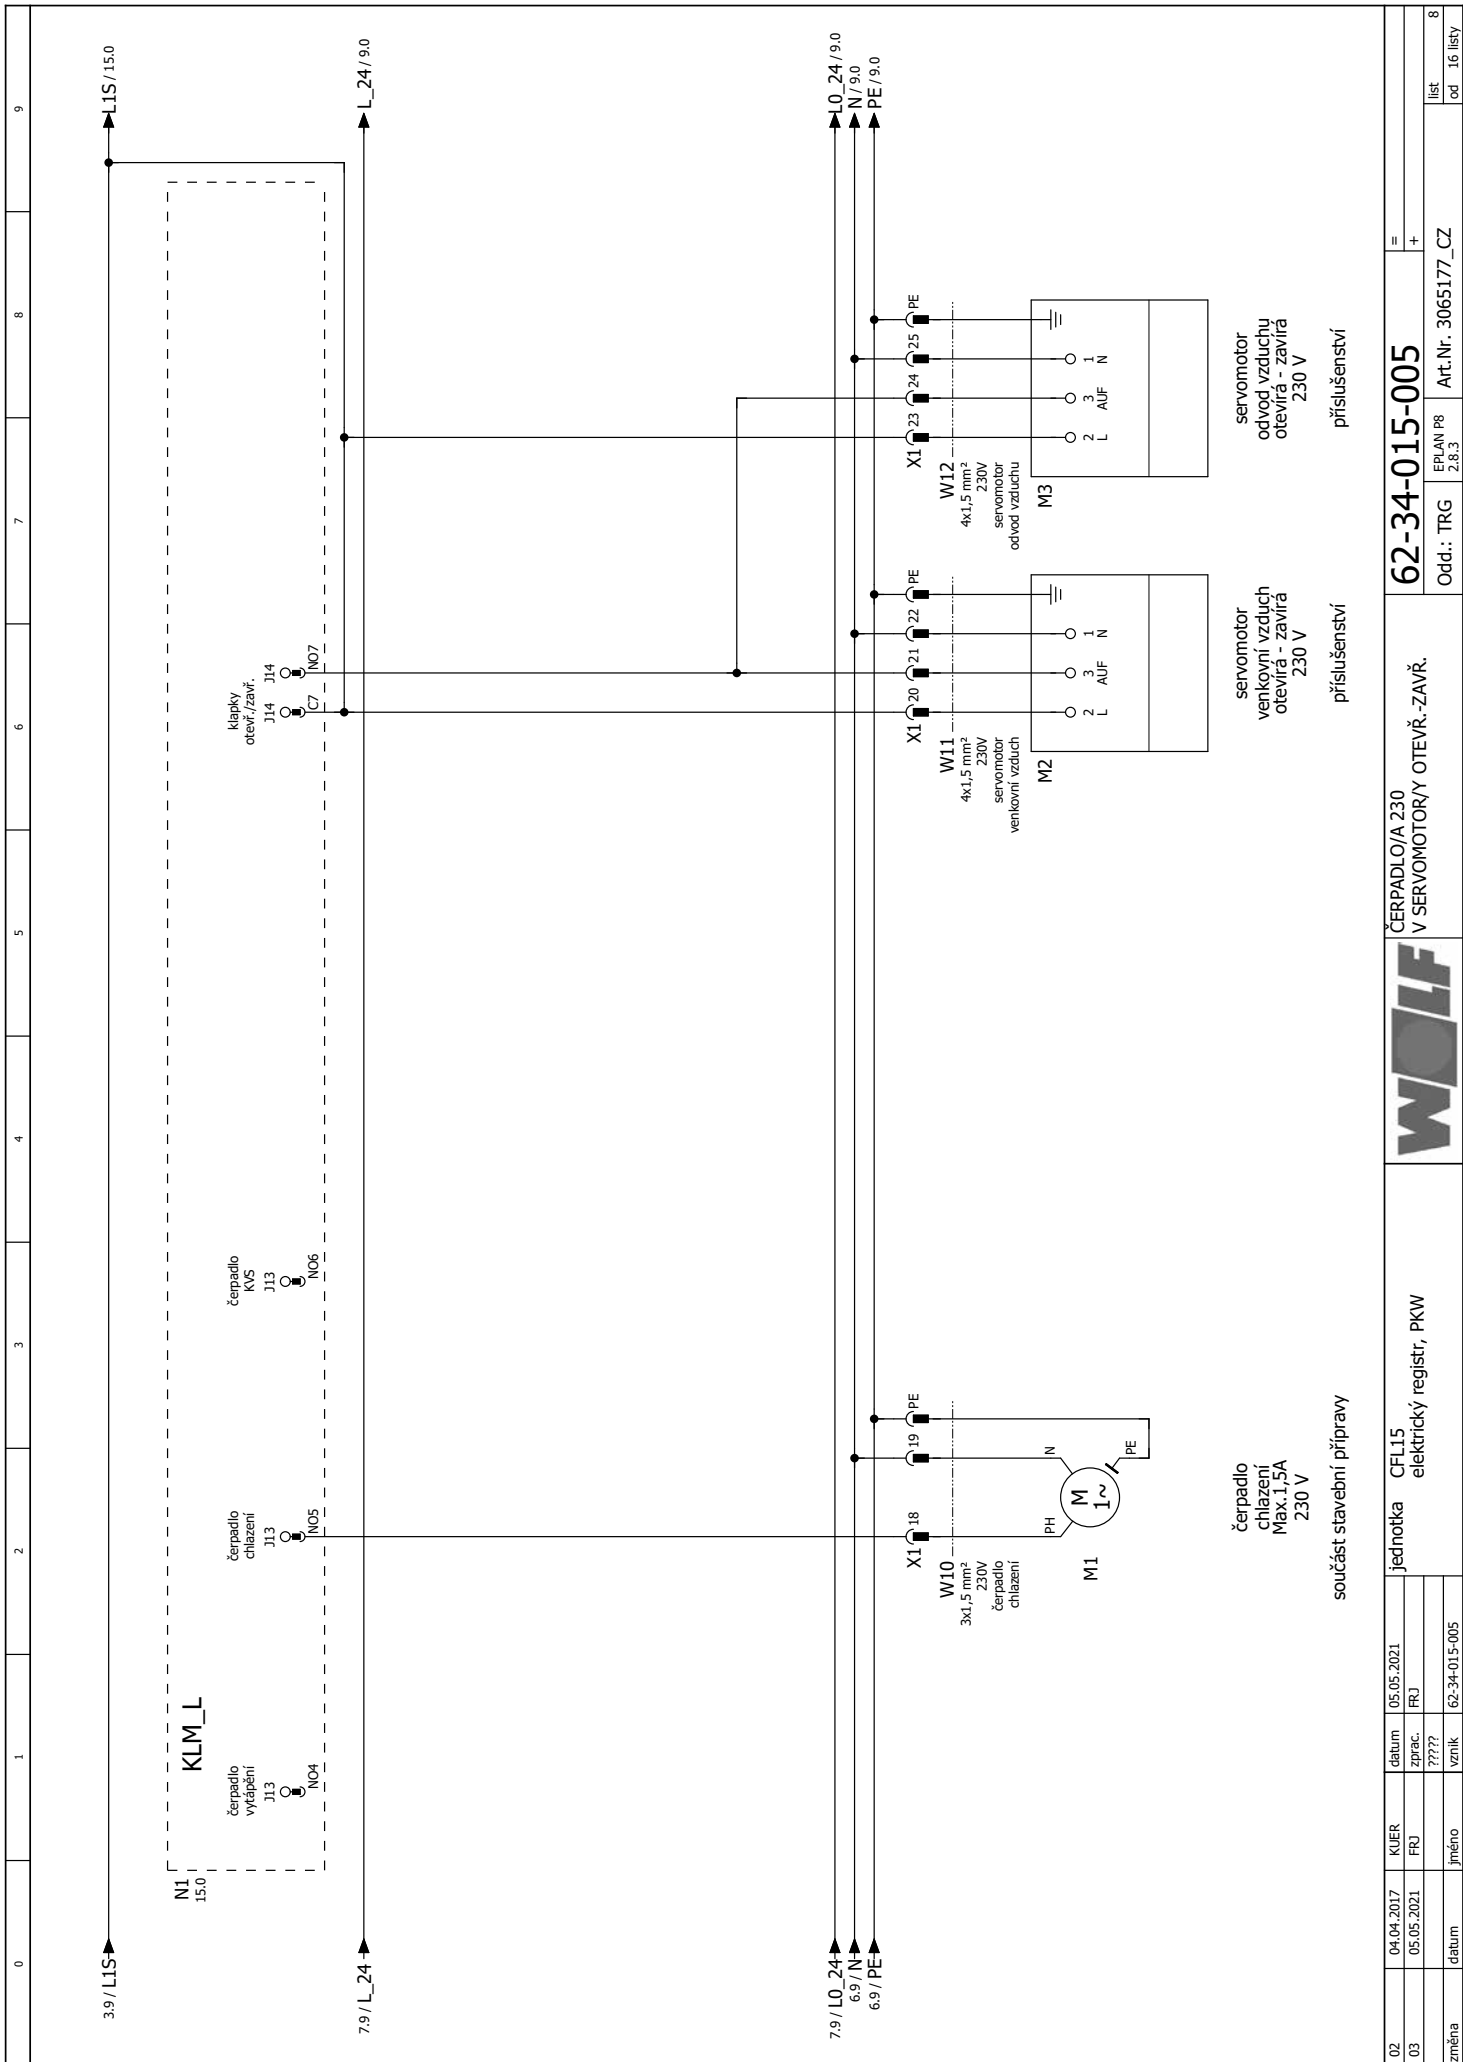 0 1 2 3 4 5 6 7 8 9
3.9 / L1S
L1S / 15.0
N1
15.0
KLM_L
čerpadlo
vytápění
J13
NO4
čerpadlo
chlazení
J13
NO5
čerpadlo
KVS
J13
NO6
klapky
otevř./zavř.
J14 J14
C7 NO7
7.9 / L_24
L_24 / 9.0
7.9 / L0_24
L0_24 / 9.0
6.9 / N
N / 9.0
6.9 / PE
PE / 9.0
X1 18 19 PE
W10
3x1,5 mm²
230V
čerpadlo
chlazení
PH N
M
1~
PE
M1
čerpadlo
chlazení
Max.1,5A
230 V
součást stavební přípravy
X1 20 21 22 PE
W11
4x1,5 mm²
230V
servomotor
venkovní vzduch
2 3 1
L AUF N
M2
servomotor
venkovní vzduch
otevírá - zavírá
230 V
příslušenství
X1 23 24 25 PE
W12
4x1,5 mm²
230V
servomotor
odvod vzduchu
2 3 1
L AUF N
M3
servomotor
odvod vzduchu
otevírá - zavírá
230 V
příslušenství
02 04.04.2017 KUER datum 05.05.2021
03 05.05.2021 FRJ zprac. FRJ
?????
změna datum jméno vznik 62-34-015-005
jednotka CFL15
elektrický registr, PKW
WOLF
ČERPADLO/A 230
V SERVOMOTOR/Y OTEVŘ.-ZAVŘ.
62-34-015-005
=
+
Odd.: TRG
EPLAN P8
2.8.3
Art.Nr. 3065177_CZ
list 8
od 16 listy